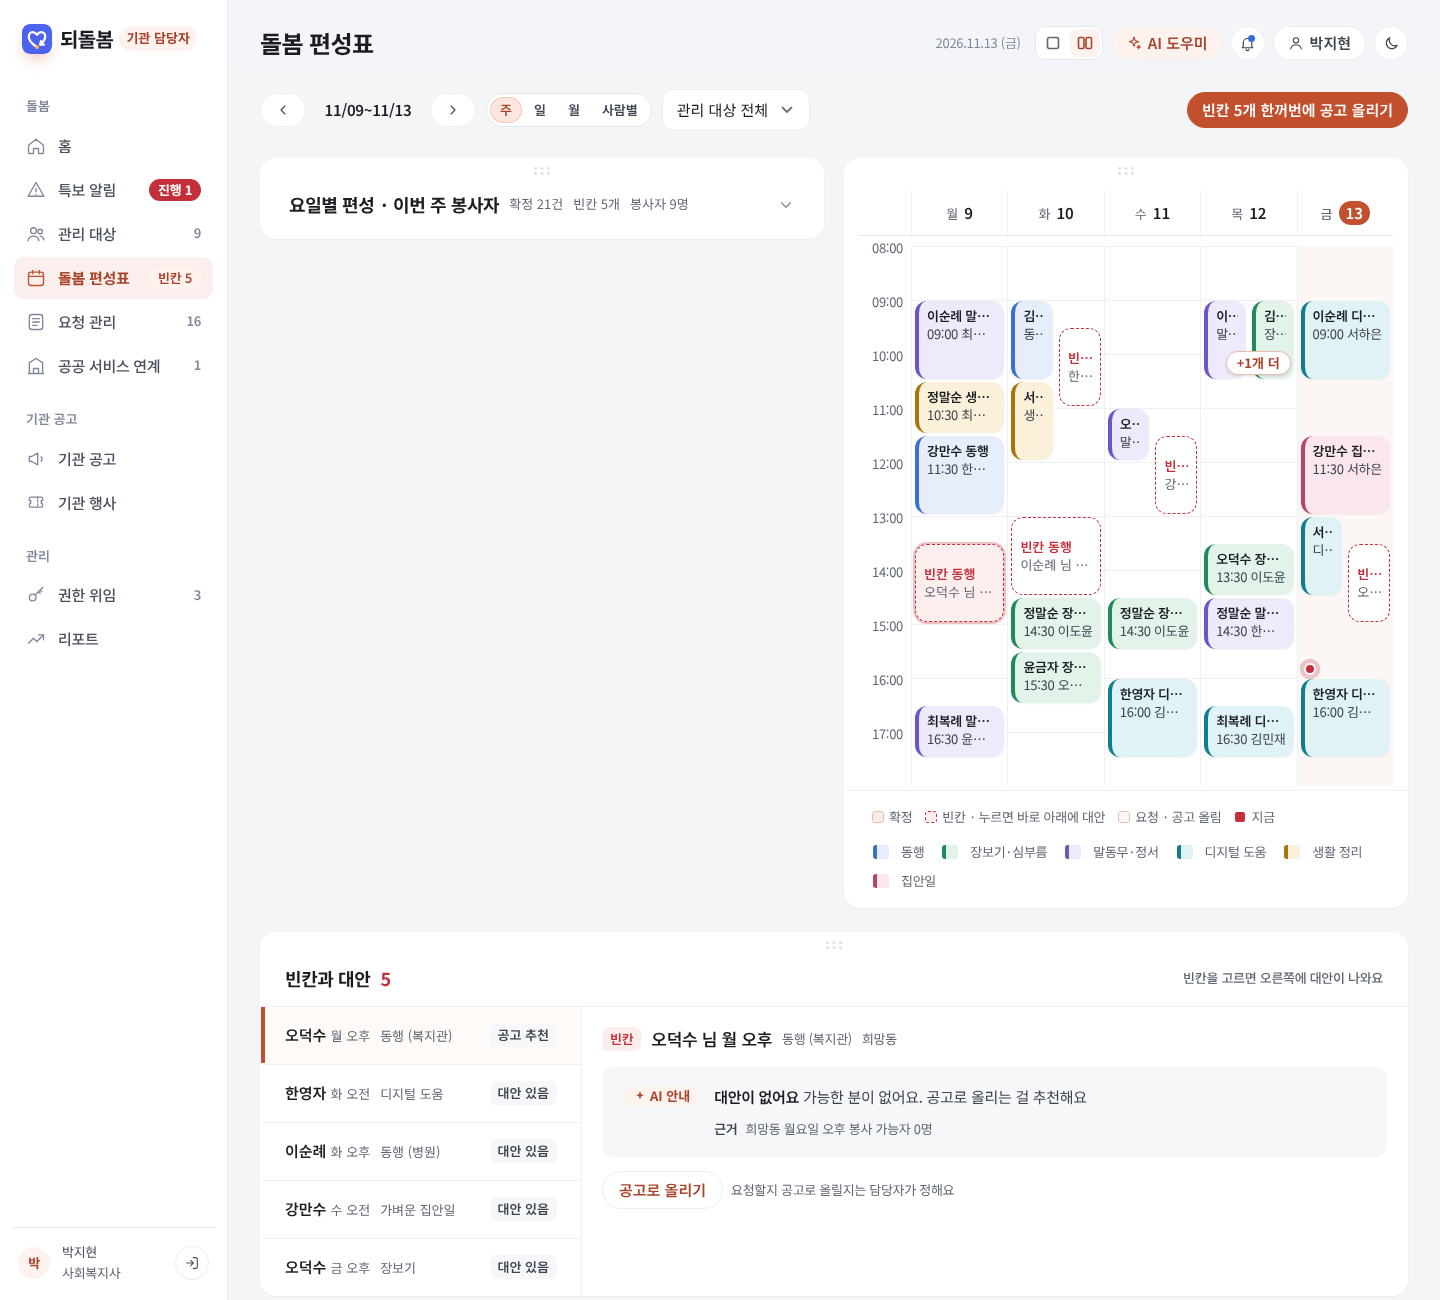 되돌봄 기관 담당자
돌봄
홈
특보 알림 진행 1
관리 대상 9
돌봄 편성표 빈칸 5
요청 관리 16
공공 서비스 연계 1
기관 공고
기관 공고
기관 행사
관리
권한 위임 3
리포트
박 박지현
사회복지사
돌봄 편성표
2026.11.13 (금)
AI 도우미
박지현
11/09~11/13
주 일 월 사람별
관리 대상 전체
빈칸 5개 한꺼번에 공고 올리기
요일별 편성 · 이번 주 봉사자 확정 21건 빈칸 5개 봉사자 9명
월 9 화 10 수 11 목 12 금 13
08:00
09:00
10:00
11:00
12:00
13:00
14:00
15:00
16:00
17:00
이순례 말…
09:00 최…
정말순 생…
10:30 최…
강만수 동행
11:30 한…
빈칸 동행
오덕수 님 …
최복례 말…
16:30 윤…
김…
동…
빈…
한…
서…
생…
빈칸 동행
이순례 님 …
정말순 장…
14:30 이도윤
윤금자 장…
15:30 오…
오…
말…
빈…
강…
정말순 장…
14:30 이도윤
한영자 디…
16:00 김…
이…
말…
김…
장…
+1개 더
오덕수 장…
13:30 이도윤
정말순 말…
14:30 한…
최복례 디…
16:30 김민재
이순례 디…
09:00 서하은
강만수 집…
11:30 서하은
서…
디…
빈…
오…
한영자 디…
16:00 김…
확정 빈칸 · 누르면 바로 아래에 대안 요청 · 공고 올림 지금
동행 장보기·심부름 말동무·정서 디지털 도움 생활 정리
집안일
빈칸과 대안 5
빈칸을 고르면 오른쪽에 대안이 나와요
오덕수 월 오후 동행 (복지관) 공고 추천
한영자 화 오전 디지털 도움 대안 있음
이순례 화 오후 동행 (병원) 대안 있음
강만수 수 오전 가벼운 집안일 대안 있음
오덕수 금 오후 장보기 대안 있음
빈칸 오덕수 님 월 오후 동행 (복지관) 희망동
AI 안내 대안이 없어요 가능한 분이 없어요. 공고로 올리는 걸 추천해요
근거 희망동 월요일 오후 봉사 가능자 0명
공고로 올리기 요청할지 공고로 올릴지는 담당자가 정해요